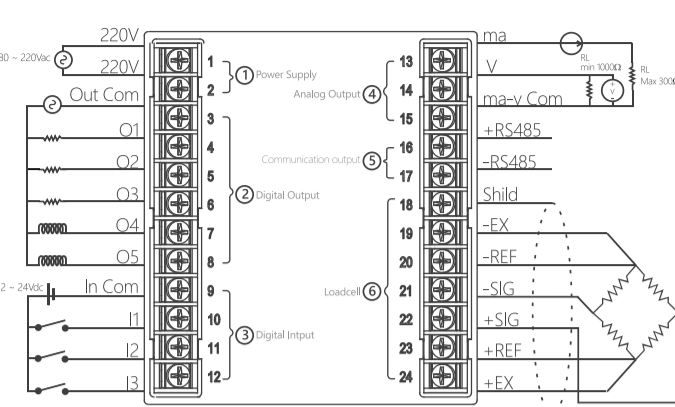 220V
80 ~ 220Vac
220V
Out Com
O1
O2
O3
O4
O5
2 ~ 24Vdc
In Com
I1
I2
I3
1
2
3
4
5
6
7
8
9
10
11
12
1 Power Supply
2 Digital Output
3 Digital Intput
Analog Output 4
Communication output 5
Loadcell 6
13
14
15
16
17
18
19
20
21
22
23
24
ma
V
ma-v Com
+RS485
-RS485
Shild
-EX
-REF
-SIG
+SIG
+REF
+EX
RL
min 1000Ω
V
RL
Max 300Ω